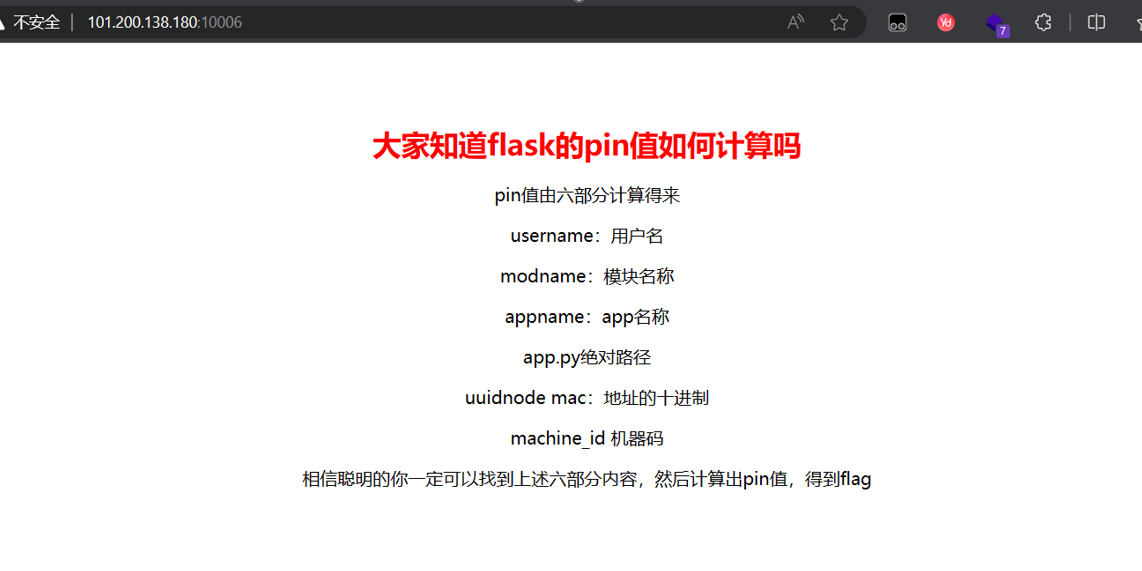 不安全 101.200.138.180:10006
7
大家知道flask的pin值如何计算吗
pin值由六部分计算得来
username：用户名
modname：模块名称
appname：app名称
app.py绝对路径
uuidnode mac：地址的十进制
machine_id 机器码
相信聪明的你一定可以找到上述六部分内容，然后计算出pin值，得到flag